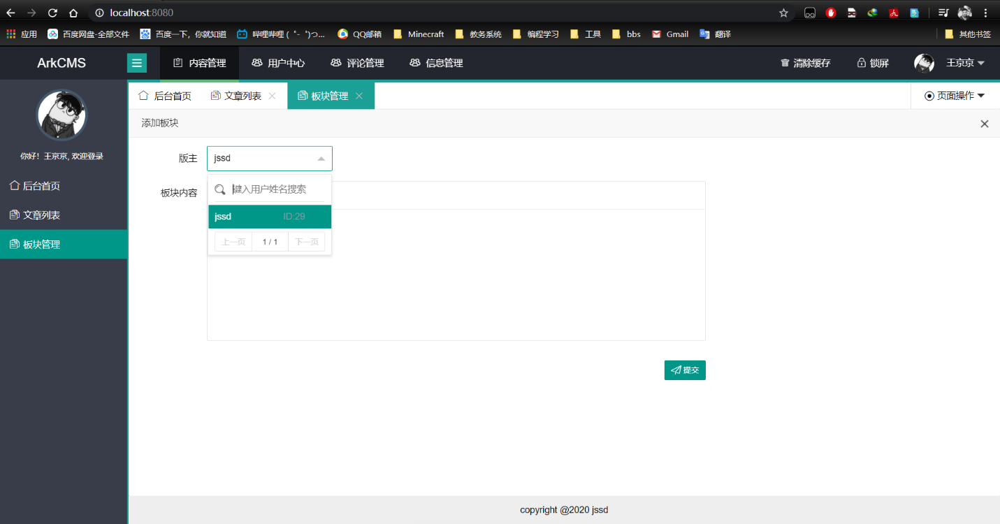 localhost:8080
应用 百度网盘-全部文件 百度一下，你就知道 哔哩哔哩 (゜-゜)つ... QQ邮箱 Minecraft 教务系统 编程学习 工具 bbs Gmail 翻译 其他书签
ArkCMS 内容管理 用户中心 评论管理 信息管理 清除缓存 锁屏 王京京
后台首页 文章列表 板块管理 页面操作
添加板块
你好！王京京, 欢迎登录
后台首页
文章列表
板块管理
版主 jssd
键入用户姓名搜索
jssd ID:29
上一页 1 / 1 下一页
板块内容
提交
copyright @2020 jssd